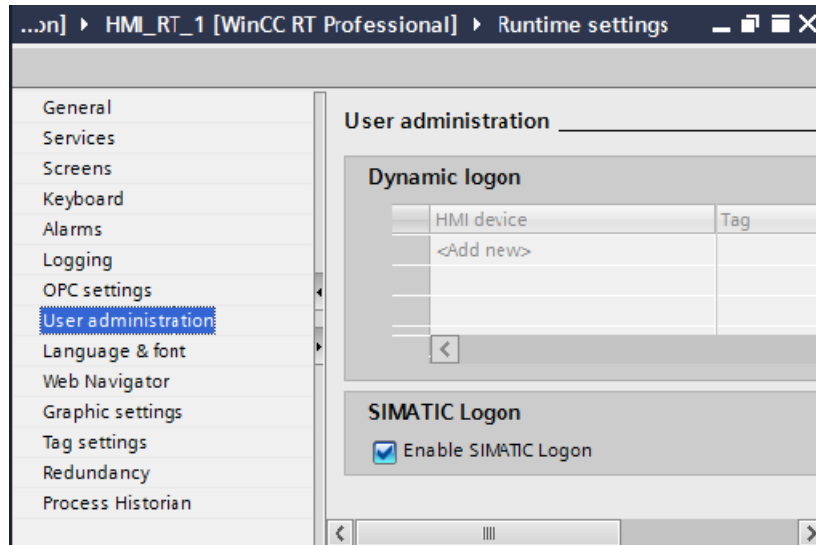 ...on] ▸ HMI_RT_1 [WinCC RT Professional] ▸ Runtime settings
General
Services
Screens
Keyboard
Alarms
Logging
OPC settings
User administration
Language & font
Web Navigator
Graphic settings
Tag settings
Redundancy
Process Historian
User administration
Dynamic logon
HMI device Tag
<Add new>
SIMATIC Logon
Enable SIMATIC Logon